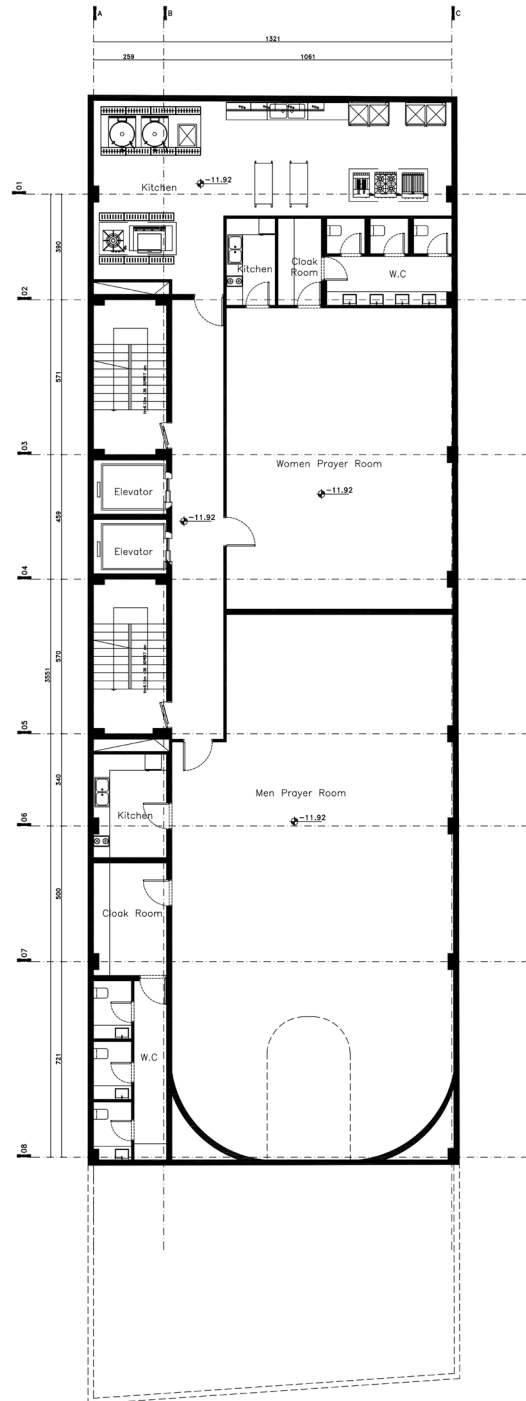 A
B
C
1321
259
1061
01
Kitchen
-11.92
390
Kitchen
Cloak
Room
W.C
02
571
03
Women Prayer Room
-11.92
Elevator
459
-11.92
Elevator
04
570
3551
05
340
Men Prayer Room
Kitchen
-11.92
06
500
Cloak Room
07
W.C
721
08